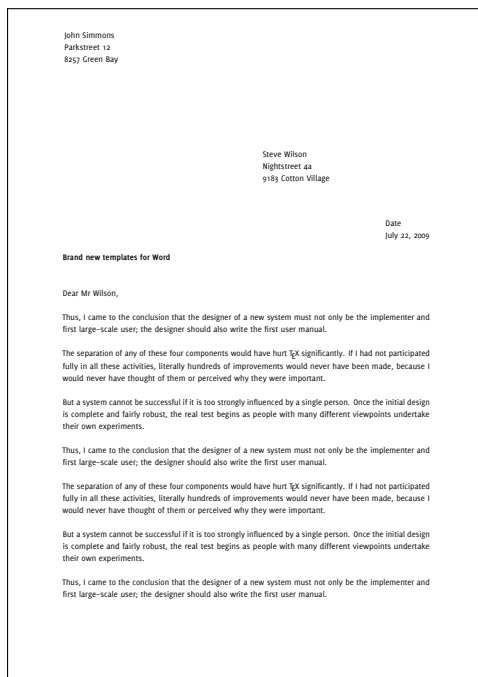 John Simmons
Parkstreet 12
8257 Green Bay
Steve Wilson
Nightstreet 4a
9183 Cotton Village
Date
July 22, 2009
Brand new templates for Word
Dear Mr Wilson,
Thus, I came to the conclusion that the designer of a new system must not only be the implementer and
first large-scale user; the designer should also write the first user manual.
The separation of any of these four components would have hurt TEX significantly. If I had not participated
fully in all these activities, literally hundreds of improvements would never have been made, because I
would never have thought of them or perceived why they were important.
But a system cannot be successful if it is too strongly influenced by a single person. Once the initial design
is complete and fairly robust, the real test begins as people with many different viewpoints undertake
their own experiments.
Thus, I came to the conclusion that the designer of a new system must not only be the implementer and
first large-scale user; the designer should also write the first user manual.
The separation of any of these four components would have hurt TEX significantly. If I had not participated
fully in all these activities, literally hundreds of improvements would never have been made, because I
would never have thought of them or perceived why they were important.
But a system cannot be successful if it is too strongly influenced by a single person. Once the initial design
is complete and fairly robust, the real test begins as people with many different viewpoints undertake
their own experiments.
Thus, I came to the conclusion that the designer of a new system must not only be the implementer and
first large-scale user; the designer should also write the first user manual.